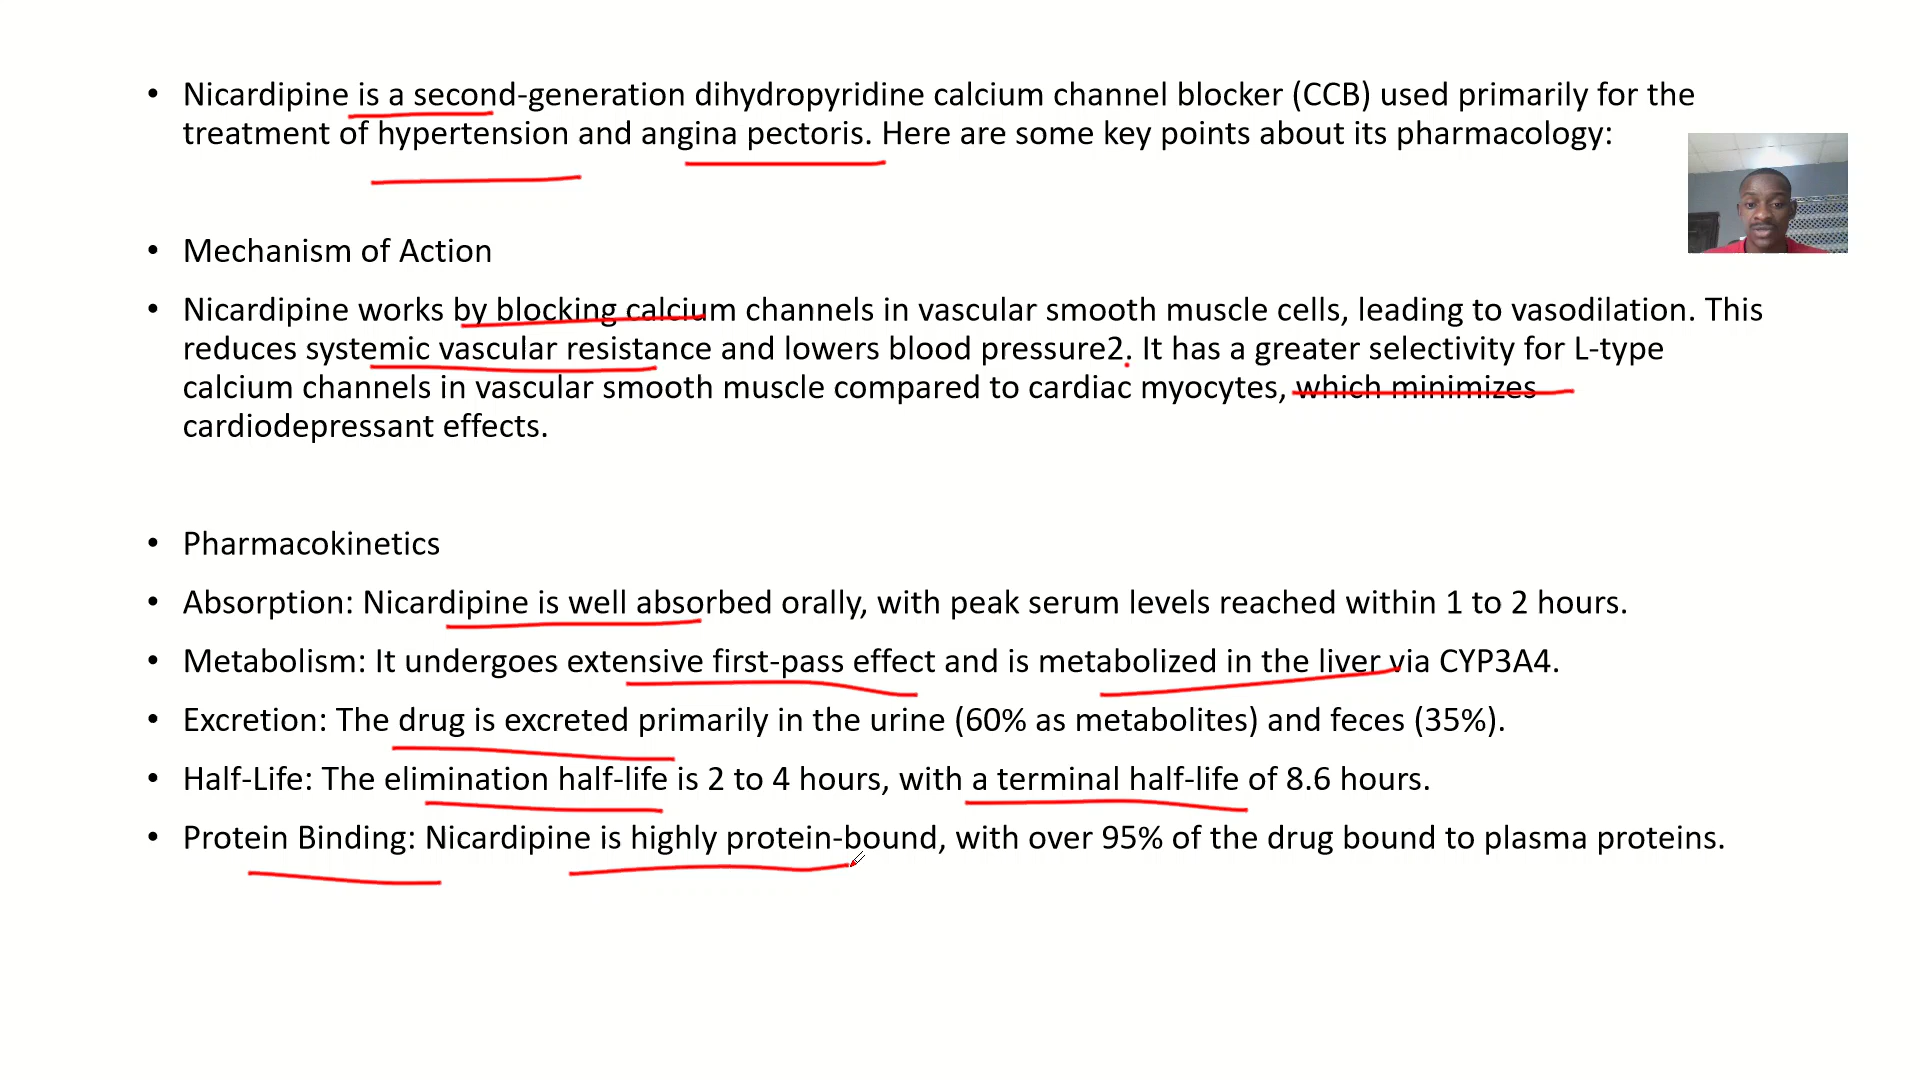 • Nicardipine is a second-generation dihydropyridine calcium channel blocker (CCB) used primarily for the
treatment of hypertension and angina pectoris. Here are some key points about its pharmacology:
• Mechanism of Action
• Nicardipine works by blocking calcium channels in vascular smooth muscle cells, leading to vasodilation. This
reduces systemic vascular resistance and lowers blood pressure2. It has a greater selectivity for L-type
calcium channels in vascular smooth muscle compared to cardiac myocytes, which minimizes
cardiodepressant effects.
• Pharmacokinetics
• Absorption: Nicardipine is well absorbed orally, with peak serum levels reached within 1 to 2 hours.
• Metabolism: It undergoes extensive first-pass effect and is metabolized in the liver via CYP3A4.
• Excretion: The drug is excreted primarily in the urine (60% as metabolites) and feces (35%).
• Half-Life: The elimination half-life is 2 to 4 hours, with a terminal half-life of 8.6 hours.
• Protein Binding: Nicardipine is highly protein-bound, with over 95% of the drug bound to plasma proteins.